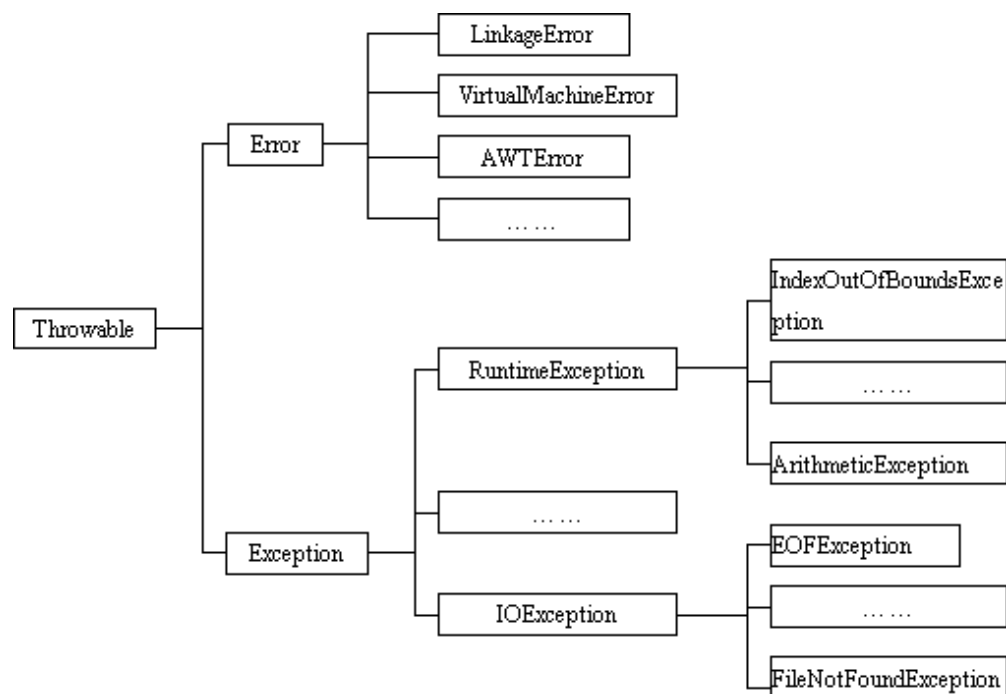 LinkageError
VirtualMachineError
Error
AWTError
... ...
IndexOutOfBoundsExce
ption
Throwable
RuntimeException
... ...
ArithmeticException
... ...
EOFException
Exception
IOException
... ...
FileNotFoundException